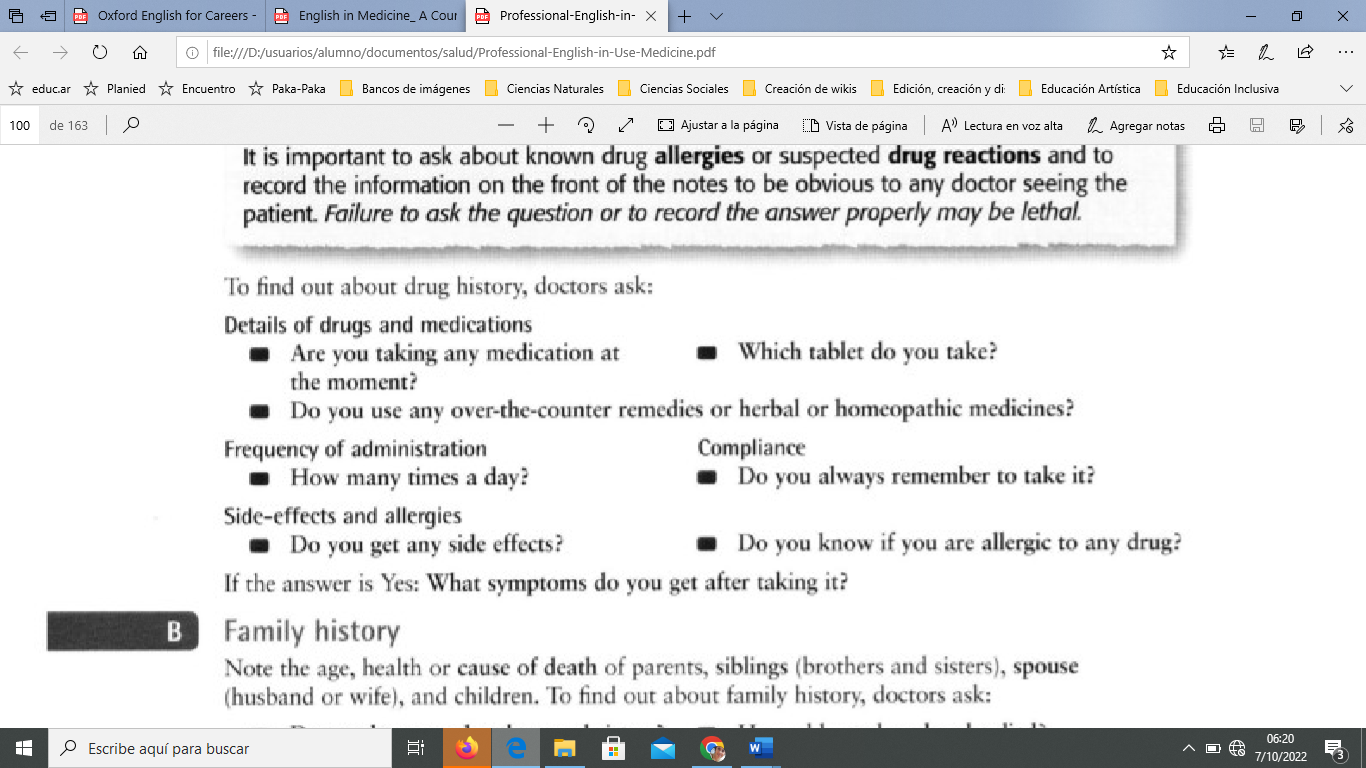 Oxford English for Careers -
English in Medicine_ A Cour
Professional-English-in-
file:///D:/usuarios/alumno/documentos/salud/Professional-English-in-Use-Medicine.pdf
educ.ar
Planied
Encuentro
Paka-Paka
Bancos de imágenes
Ciencias Naturales
Ciencias Sociales
Creación de wikis
Edición, creación y di
Educación Artística
Educación Inclusiva
100 de 163
Ajustar a la página
Vista de página
Lectura en voz alta
Agregar notas
It is important to ask about known drug allergies or suspected drug reactions and to
record the information on the front of the notes to be obvious to any doctor seeing the
patient. Failure to ask the question or to record the answer properly may be lethal.
To find out about drug history, doctors ask:
Details of drugs and medications
Are you taking any medication at
the moment?
Which tablet do you take?
Do you use any over-the-counter remedies or herbal or homeopathic medicines?
Frequency of administration
How many times a day?
Compliance
Do you always remember to take it?
Side-effects and allergies
Do you get any side effects?
Do you know if you are allergic to any drug?
If the answer is Yes: What symptoms do you get after taking it?
B Family history
Note the age, health or cause of death of parents, siblings (brothers and sisters), spouse
(husband or wife), and children. To find out about family history, doctors ask:
Escribe aquí para buscar
06:20
7/10/2022
3